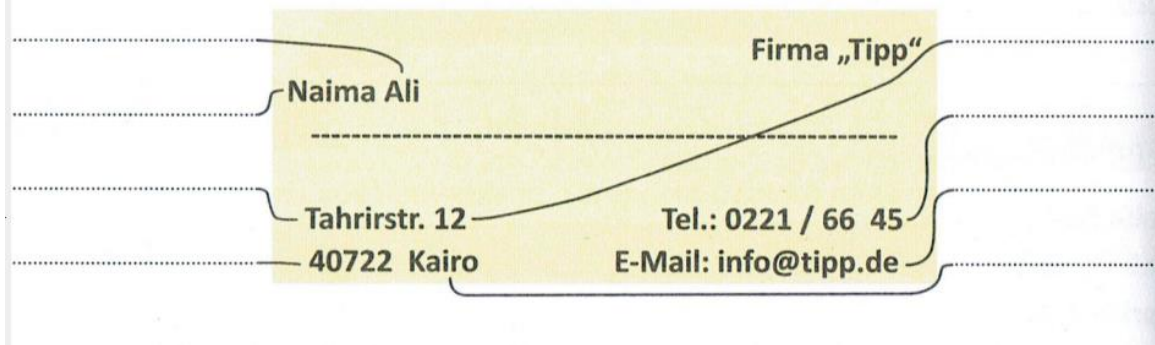 Firma „Tipp“
Naima Ali
Tahrirstr. 12
Tel.: 0221 / 66 45
40722 Kairo
E-Mail: info@tipp.de